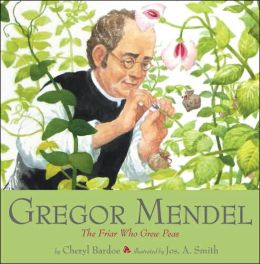 GREGOR MENDEL
The Friar Who Grew Peas
by Cheryl Bardoe illustrated by Jos. A. Smith